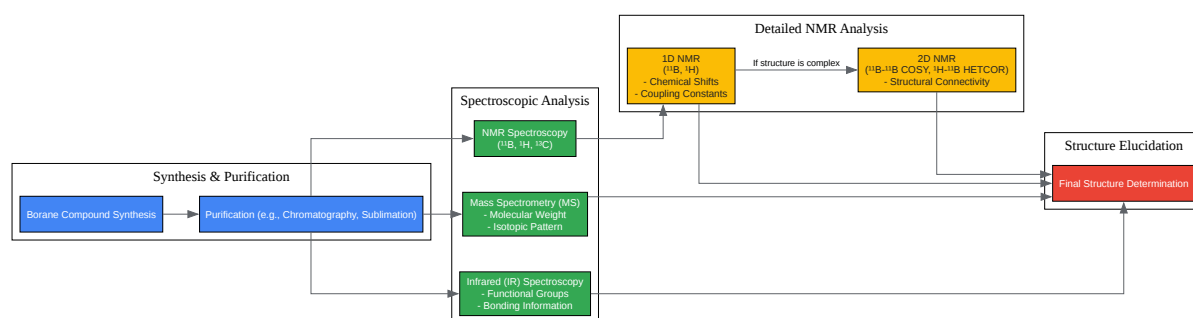 Synthesis & Purification
Borane Compound Synthesis
Purification (e.g., Chromatography, Sublimation)
Spectroscopic Analysis
NMR Spectroscopy
(¹¹B, ¹H, ¹³C)
Mass Spectrometry (MS)
- Molecular Weight
- Isotopic Pattern
Infrared (IR) Spectroscopy
- Functional Groups
- Bonding Information
Detailed NMR Analysis
1D NMR
(¹¹B, ¹H)
- Chemical Shifts
- Coupling Constants
If structure is complex
2D NMR
(¹¹B-¹¹B COSY, ¹H-¹¹B HETCOR)
- Structural Connectivity
Structure Elucidation
Final Structure Determination